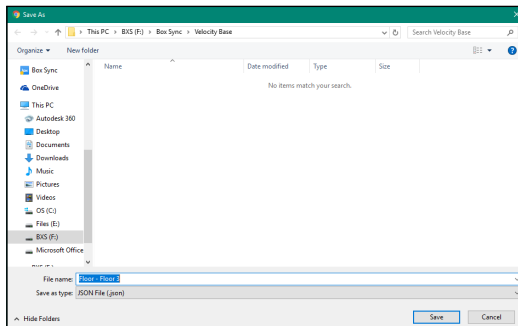 Save As
This PC > BXS (F:) > Box Sync > Velocity Base
Search Velocity Base
Organize
New folder
Name
Date modified
Type
Size
No items match your search.
Box Sync
OneDrive
This PC
Autodesk 360
Desktop
Documents
Downloads
Music
Pictures
Videos
OS (C:)
Files (E:)
BXS (F:)
Microsoft Office
File name: Floor - Floor 3
Save as type: JSON File (.json)
Hide Folders
Save
Cancel